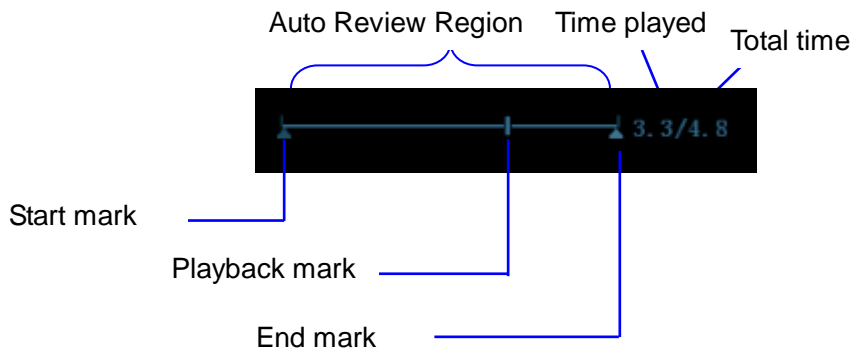 Auto Review Region
Time played
Total time
3.3/4.8
Start mark
Playback mark
End mark